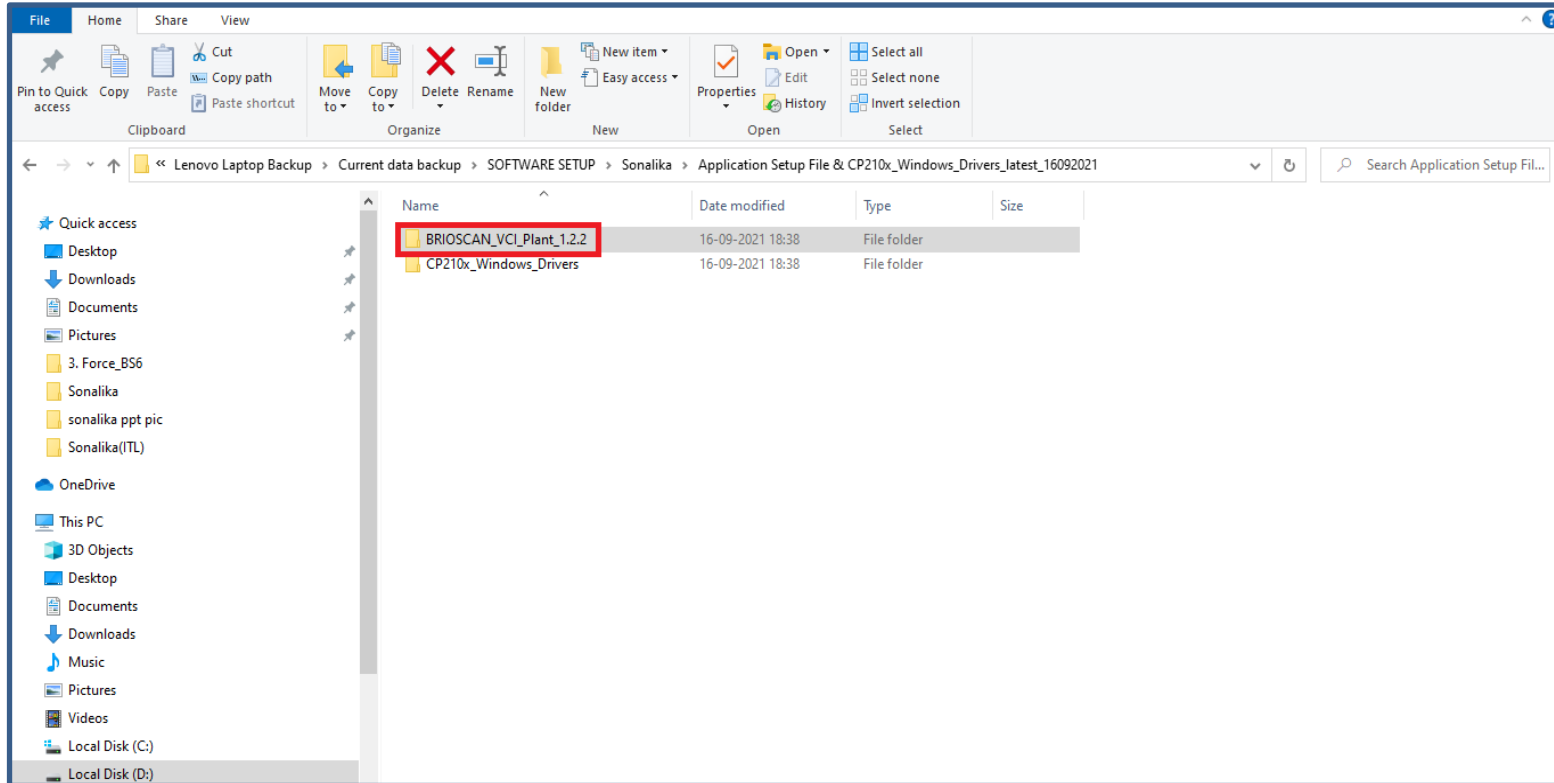 File Home Share View
Pin to Quick access
Copy
Paste
Cut
Copy path
Paste shortcut
Clipboard
Move to
Copy to
Delete
Rename
Organize
New folder
New item
Easy access
New
Properties
Open
Edit
History
Open
Select all
Select none
Invert selection
Select
« Lenovo Laptop Backup > Current data backup > SOFTWARE SETUP > Sonalika > Application Setup File & CP210x_Windows_Drivers_latest_16092021
Search Application Setup Fil...
Quick access
Desktop
Downloads
Documents
Pictures
3. Force_BS6
Sonalika
sonalika ppt pic
Sonalika(ITL)
OneDrive
This PC
3D Objects
Desktop
Documents
Downloads
Music
Pictures
Videos
Local Disk (C:)
Local Disk (D:)
Name Date modified Type Size
BRIOSCAN_VCI_Plant_1.2.2 16-09-2021 18:38 File folder
CP210x_Windows_Drivers 16-09-2021 18:38 File folder